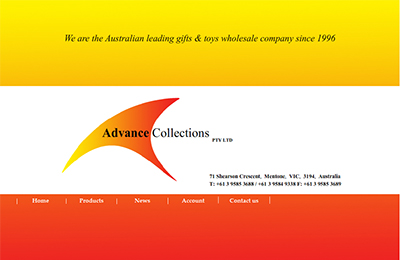 We are the Australian leading gifts & toys wholesale company since 1996
Advance Collections PTY LTD
71 Shearson Crescent, Mentone, VIC, 3194, Australia
T: +61 3 9585 3688 / +61 3 9584 9338 F: +61 3 9585 3689
Home | Products | News | Account | Contact us